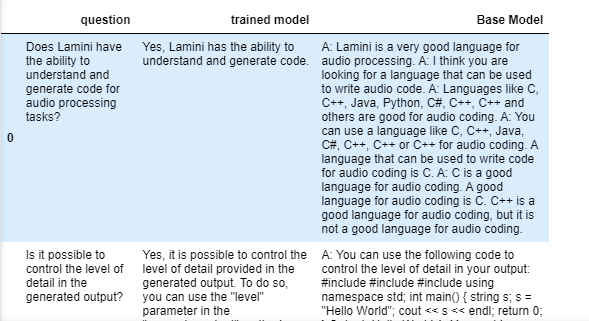 question trained model Base Model
0
Does Lamini have
the ability to
understand and
generate code for
audio processing
tasks?
Yes, Lamini has the ability to
understand and generate code.
A: Lamini is a very good language for
audio processing. A: I think you are
looking for a language that can be used
to write audio code. A: Languages like C,
C++, Java, Python, C#, C++, C++ and
others are good for audio coding. A: You
can use a language like C, C++, Java,
C#, C++, C++ or C++ for audio coding. A
language that can be used to write code
for audio coding is C. A: C is a good
language for audio coding. A good
language for audio coding is C. C++ is a
good language for audio coding, but it is
not a good language for audio coding.
Is it possible to
control the level of
detail in the
generated output?
Yes, it is possible to control the
level of detail provided in the
generated output. To do so,
you can use the "level"
parameter in the
A: You can use the following code to
control the level of detail in your output:
#include #include #include using
namespace std; int main() { string s; s =
"Hello World"; cout << s << endl; return 0;